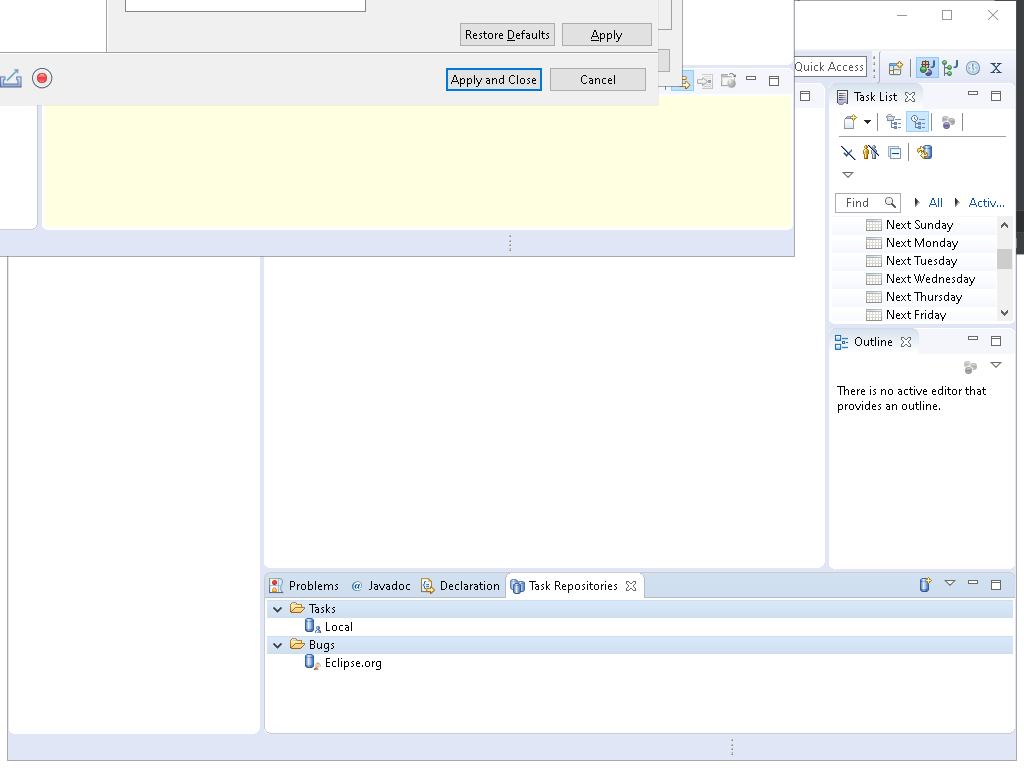 Restore Defaults
Apply
Apply and Close
Cancel
Quick Access
Task List
Find
All
Activ...
Next Sunday
Next Monday
Next Tuesday
Next Wednesday
Next Thursday
Next Friday
Outline
There is no active editor that
provides an outline.
Problems
@ Javadoc
Declaration
Task Repositories
Tasks
Local
Bugs
Eclipse.org